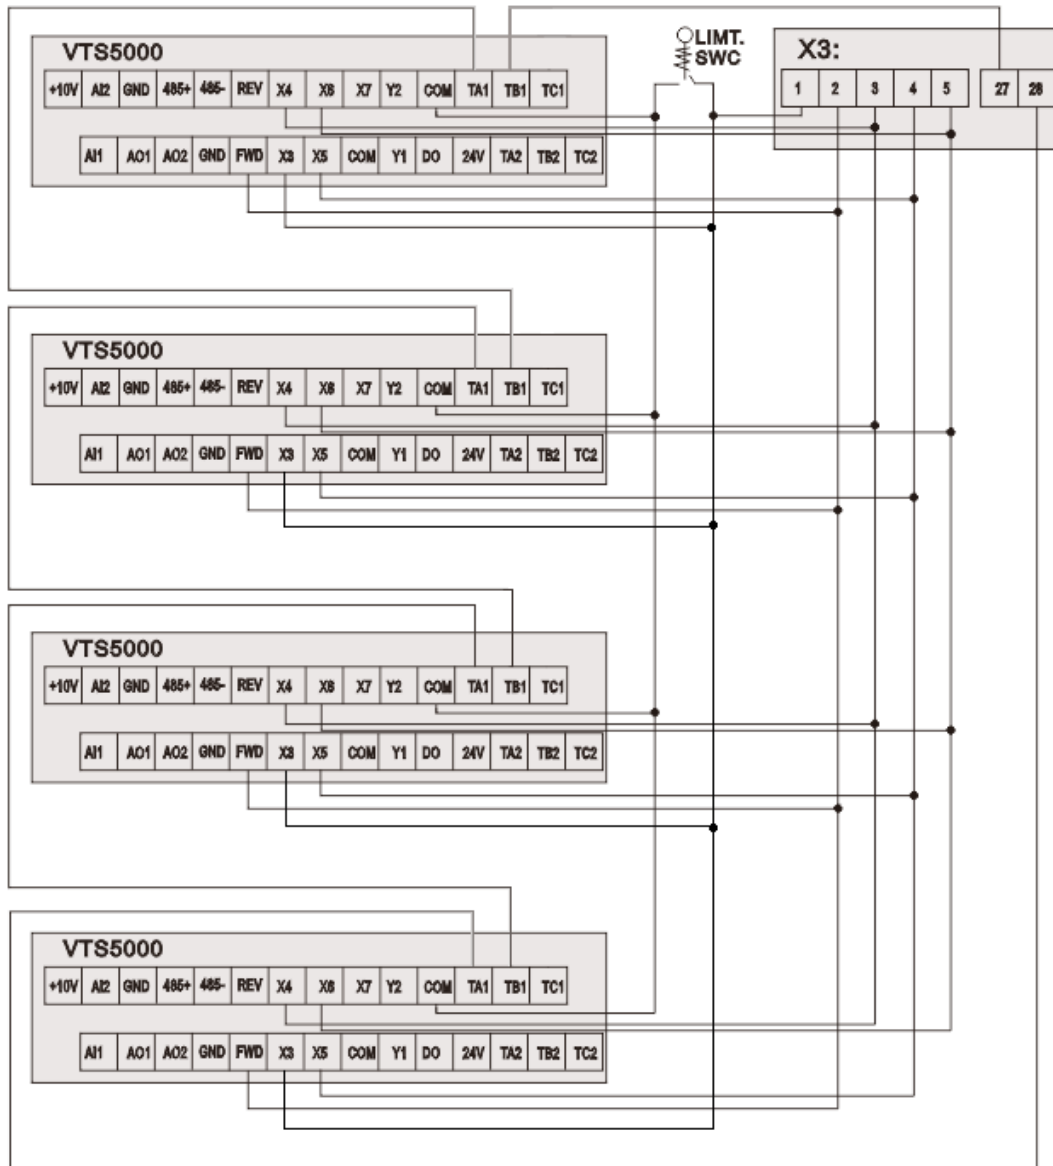 VTS5000
+10V AI2 GND 485+ 485- REV X4 X6 X7 Y2 COM TA1 TB1 TC1
AI1 AO1 AO2 GND FWD X3 X5 COM Y1 DO 24V TA2 TB2 TC2
LIMT.
SWC
X3:
1 2 3 4 5 27 28
VTS5000
+10V AI2 GND 485+ 485- REV X4 X6 X7 Y2 COM TA1 TB1 TC1
AI1 AO1 AO2 GND FWD X3 X5 COM Y1 DO 24V TA2 TB2 TC2
VTS5000
+10V AI2 GND 485+ 485- REV X4 X6 X7 Y2 COM TA1 TB1 TC1
AI1 AO1 AO2 GND FWD X3 X5 COM Y1 DO 24V TA2 TB2 TC2
VTS5000
+10V AI2 GND 485+ 485- REV X4 X6 X7 Y2 COM TA1 TB1 TC1
AI1 AO1 AO2 GND FWD X3 X5 COM Y1 DO 24V TA2 TB2 TC2